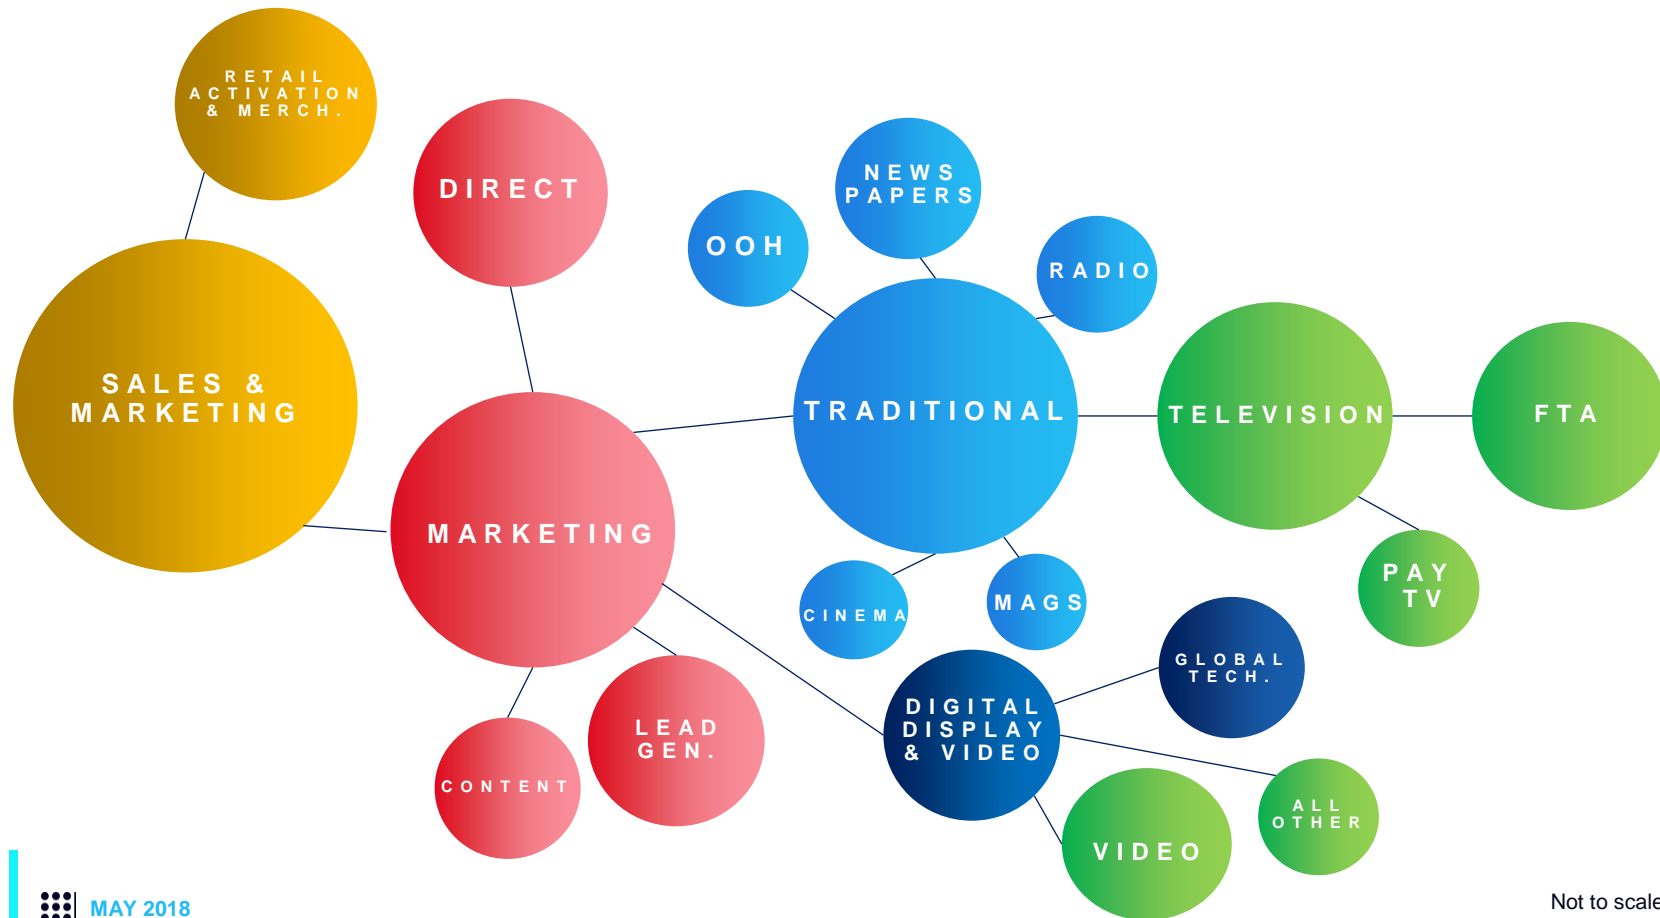 RETAIL
ACTIVATION
& MERCH.
DIRECT
NEWS
PAPERS
OOH
RADIO
SALES &
MARKETING
TRADITIONAL
TELEVISION
FTA
MARKETING
PAY
TV
CINEMA
MAGS
GLOBAL
TECH.
DIGITAL
DISPLAY
& VIDEO
LEAD
GEN.
CONTENT
ALL
OTHER
VIDEO
MAY 2018
Not to scale